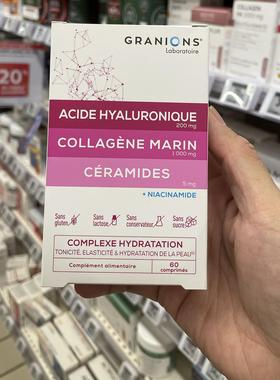 GRANIONS®
Laboratoire
ACIDE HYALURONIQUE
200 mg
COLLAGÈNE MARIN
1 000 mg
CÉRAMIDES
5 mg
+ NIACINAMIDE
Sans gluten,
Sans lactose,
Sans conservateur,
Sans sucre
COMPLEXE HYDRATATION
TONICITÉ, ELASTICITÉ & HYDRATATION DE LA PEAU
Complément alimentaire
60
comprimés
20